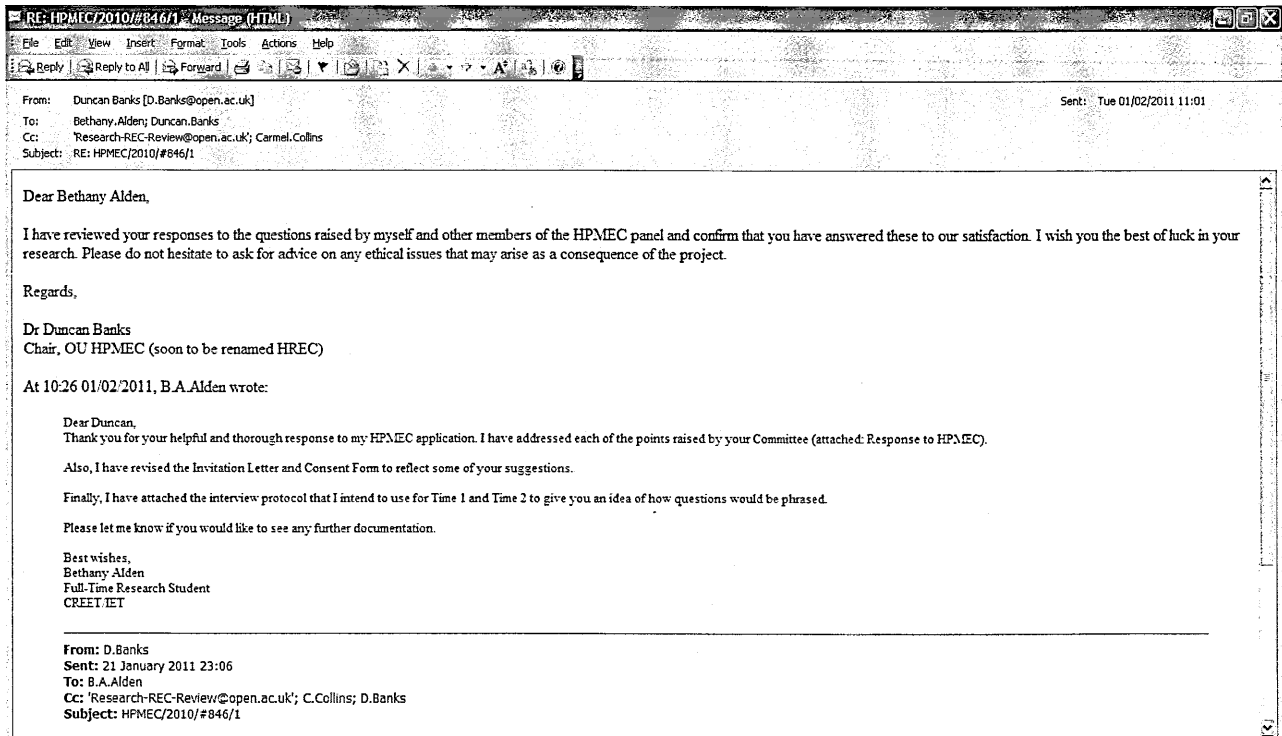 RE: HPMEC/2010/#846/1 - Message (HTML)
File Edit View Insert Format Tools Actions Help
Reply Reply to All Forward
From: Duncan Banks [D.Banks@open.ac.uk] Sent: Tue 01/02/2011 11:01
To: Bethany.Alden; Duncan.Banks
Cc: 'Research-REC-Review@open.ac.uk'; Carmel.Collins
Subject: RE: HPMEC/2010/#846/1
Dear Bethany Alden,
I have reviewed your responses to the questions raised by myself and other members of the HPMEC panel and confirm that you have answered these to our satisfaction. I wish you the best of luck in your
research. Please do not hesitate to ask for advice on any ethical issues that may arise as a consequence of the project.
Regards,
Dr Duncan Banks
Chair, OU HPMEC (soon to be renamed HREC)
At 10:26 01/02/2011, B.A.Alden wrote:
Dear Duncan,
Thank you for your helpful and thorough response to my HPMEC application. I have addressed each of the points raised by your Committee (attached: Response to HPMEC).
Also, I have revised the Invitation Letter and Consent Form to reflect some of your suggestions.
Finally, I have attached the interview protocol that I intend to use for Time 1 and Time 2 to give you an idea of how questions would be phrased.
Please let me know if you would like to see any further documentation.
Best wishes,
Bethany Alden
Full-Time Research Student
CREET/IET
From: D.Banks
Sent: 21 January 2011 23:06
To: B.A.Alden
Cc: 'Research-REC-Review@open.ac.uk'; C.Collins; D.Banks
Subject: HPMEC/2010/#846/1